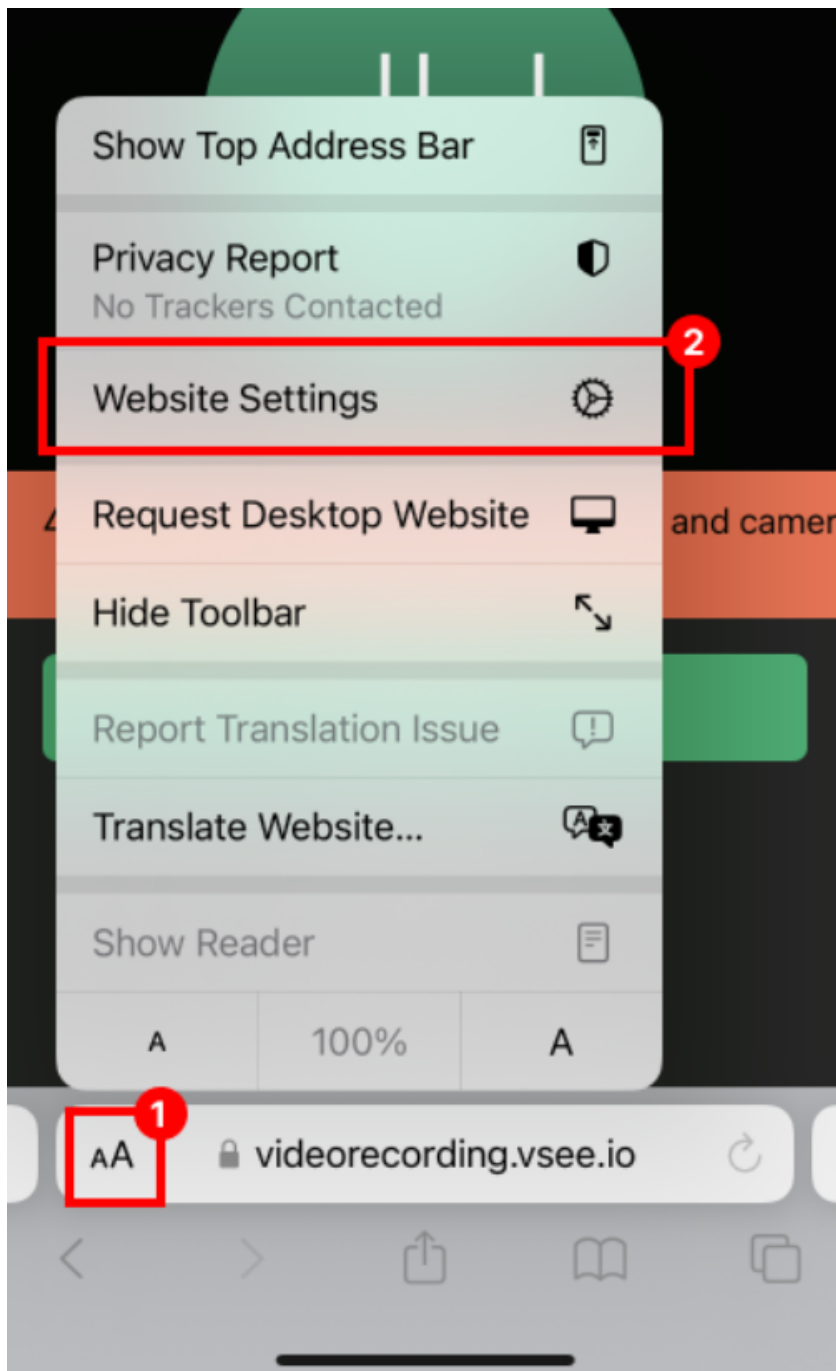 Show Top Address Bar
Privacy Report
No Trackers Contacted
2
Website Settings
Request Desktop Website
and camer
Hide Toolbar
Report Translation Issue
Translate Website...
Show Reader
A 100% A
1
AA videorecording.vsee.io